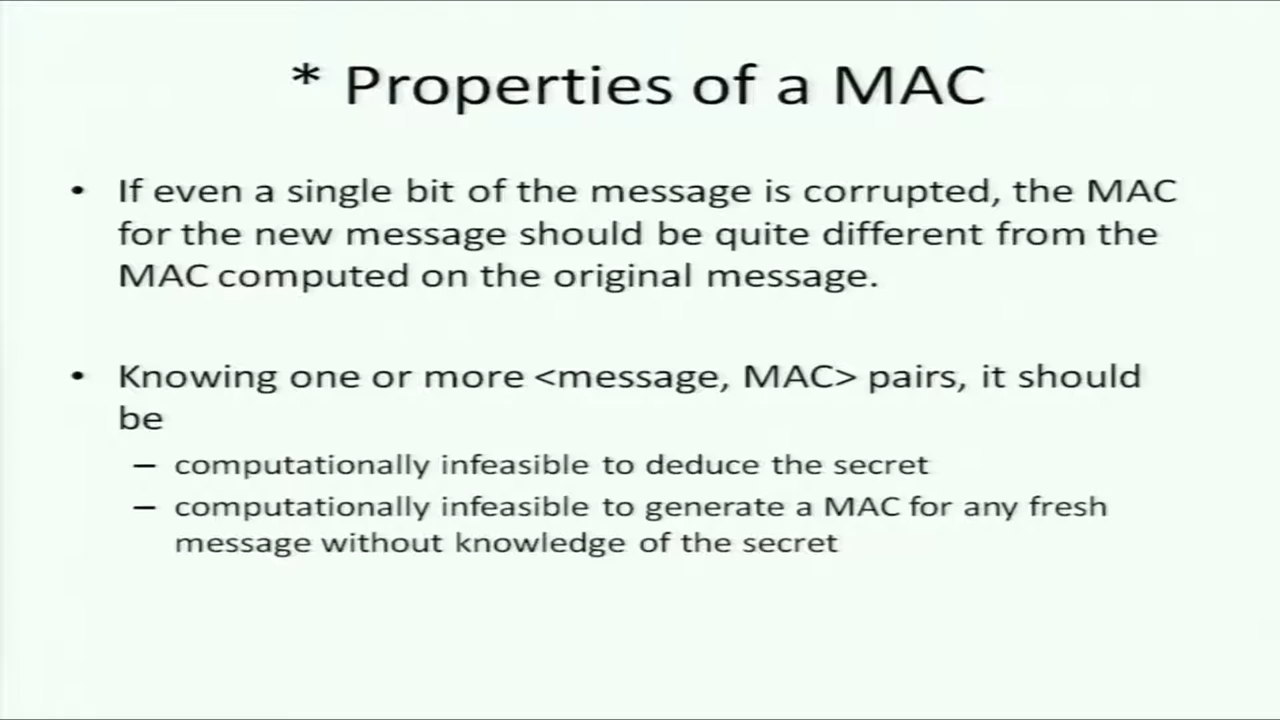 * Properties of a MAC
• If even a single bit of the message is corrupted, the MAC
for the new message should be quite different from the
MAC computed on the original message.
• Knowing one or more <message, MAC> pairs, it should
be
– computationally infeasible to deduce the secret
– computationally infeasible to generate a MAC for any fresh
message without knowledge of the secret